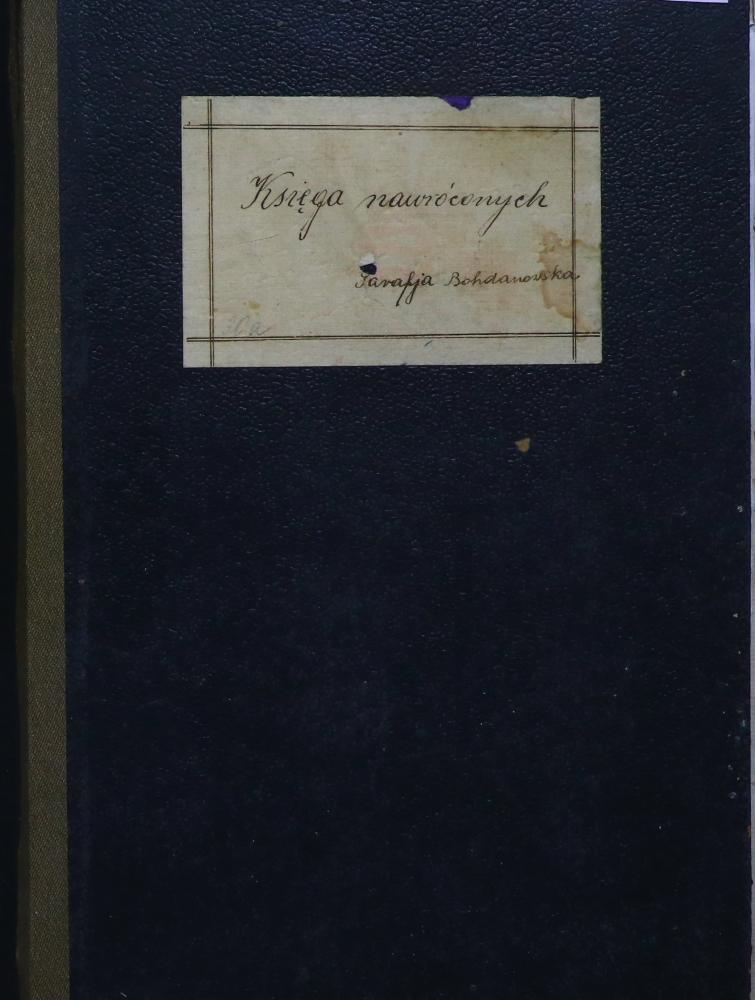 Księga nawróconych
Parafja Bohdanowska